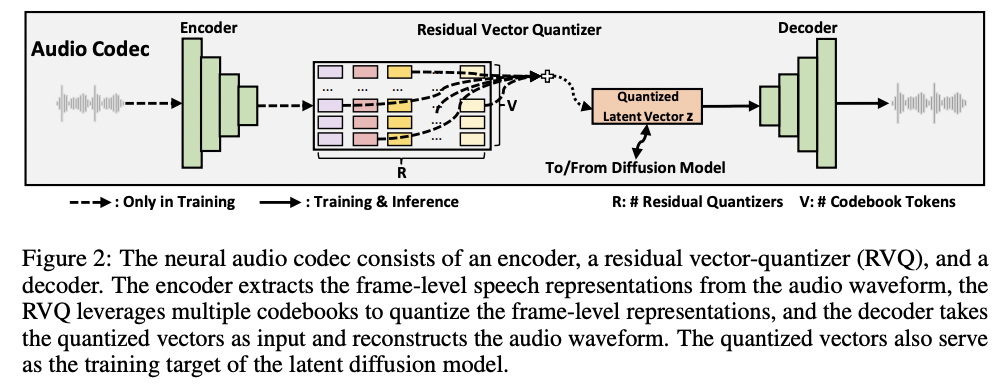 Encoder
Residual Vector Quantizer
Decoder
Audio Codec
... ... ... ...
...
V
...
...
R
Quantized
Latent Vector z
To/From Diffusion Model
: Only in Training
: Training & Inference
R: # Residual Quantizers V: # Codebook Tokens
Figure 2: The neural audio codec consists of an encoder, a residual vector-quantizer (RVQ), and a
decoder. The encoder extracts the frame-level speech representations from the audio waveform, the
RVQ leverages multiple codebooks to quantize the frame-level representations, and the decoder takes
the quantized vectors as input and reconstructs the audio waveform. The quantized vectors also serve
as the training target of the latent diffusion model.